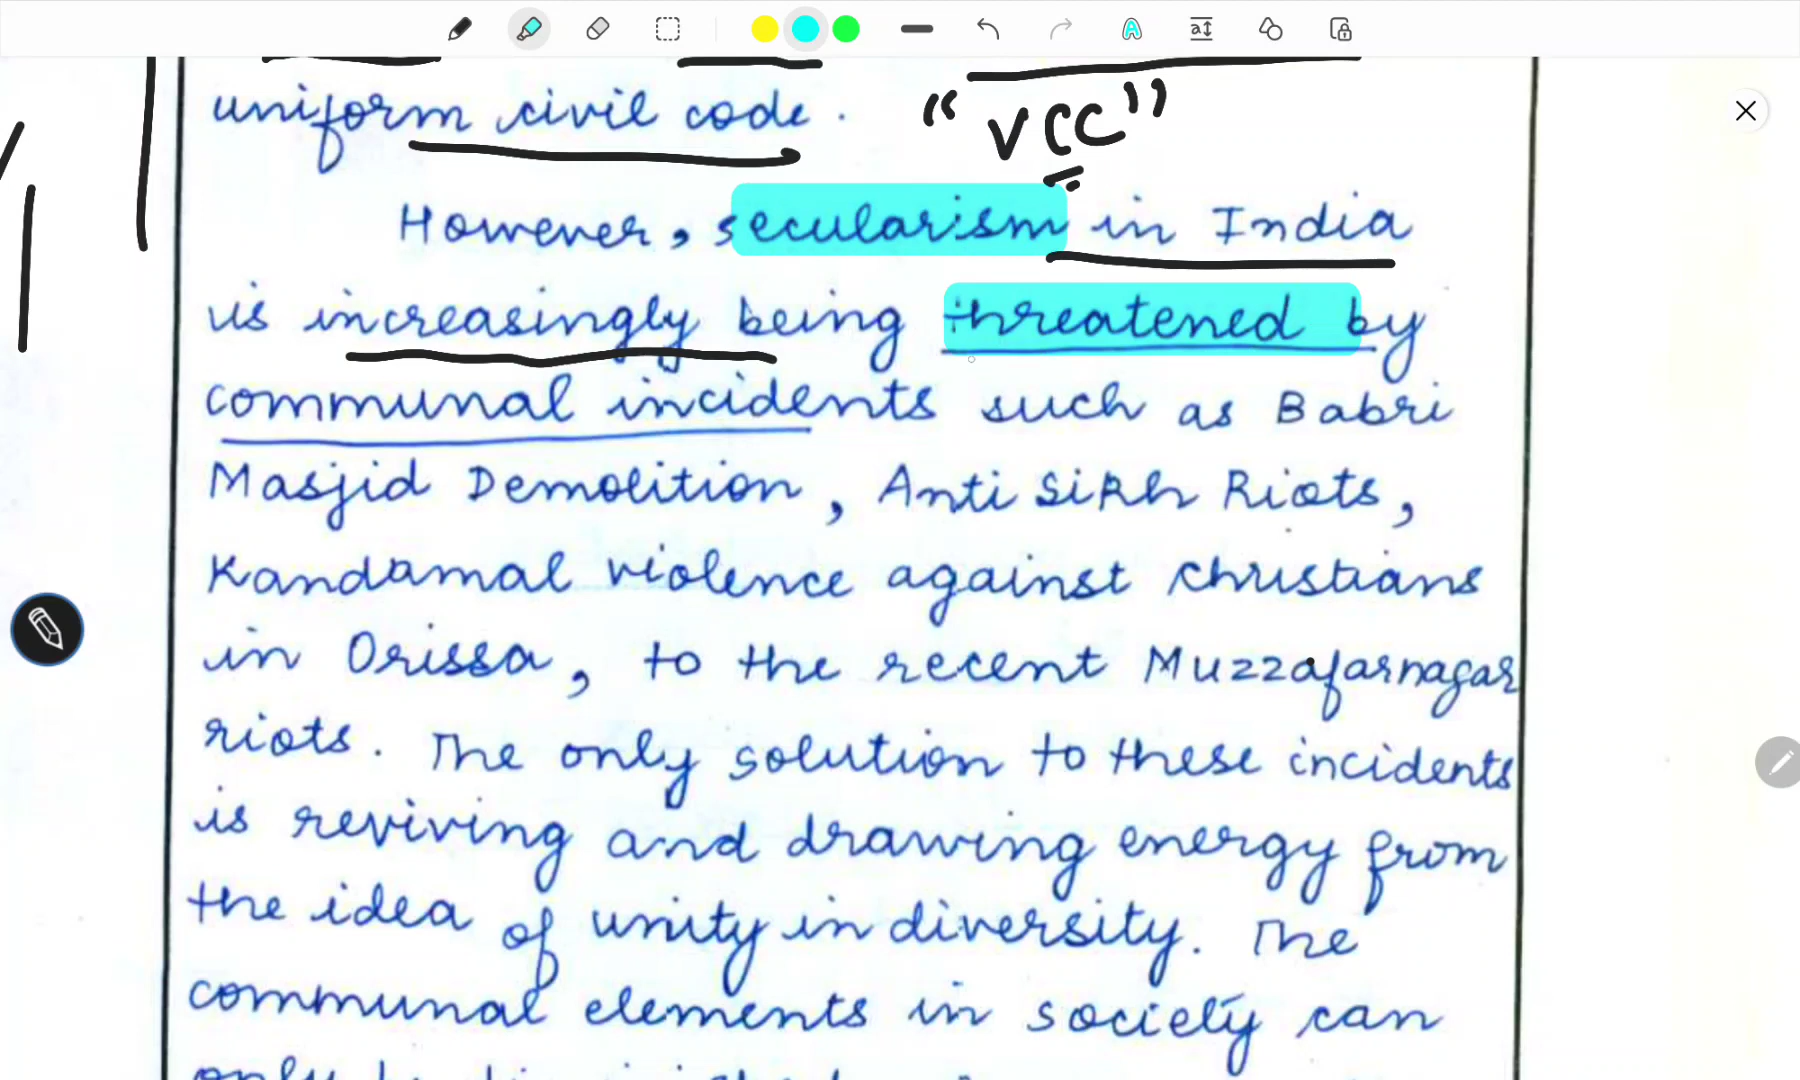 uniform civil code. "VCC"
However, secularism in India
is increasingly being threatened by
communal incidents such as Babri
Masjid Demolition, Anti Sikh Riots,
Kandamal violence against christians
in Orissa, to the recent Muzzafarnagar
riots. The only solution to these incidents
is reviving and drawing energy from
the idea of unity in diversity. The
communal elements in society can
only